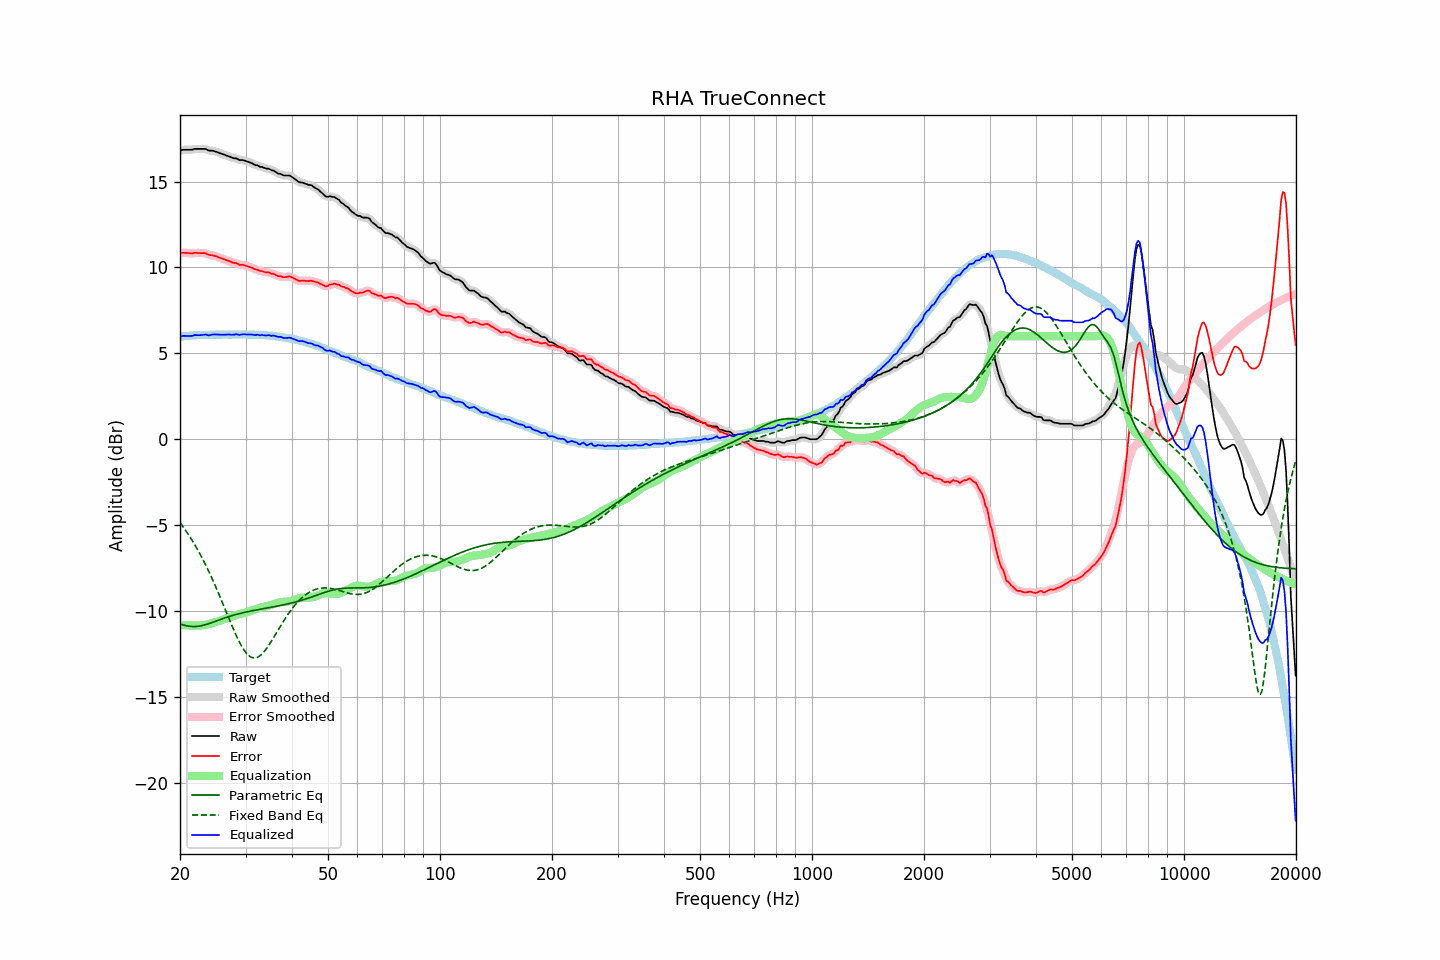 RHA TrueConnect
Amplitude (dBr)
15
10
5
0
−5
−10
−15
−20
Target
Raw Smoothed
Error Smoothed
Raw
Error
Equalization
Parametric Eq
Fixed Band Eq
Equalized
20 50 100 200 500 1000 2000 5000 10000 20000
Frequency (Hz)